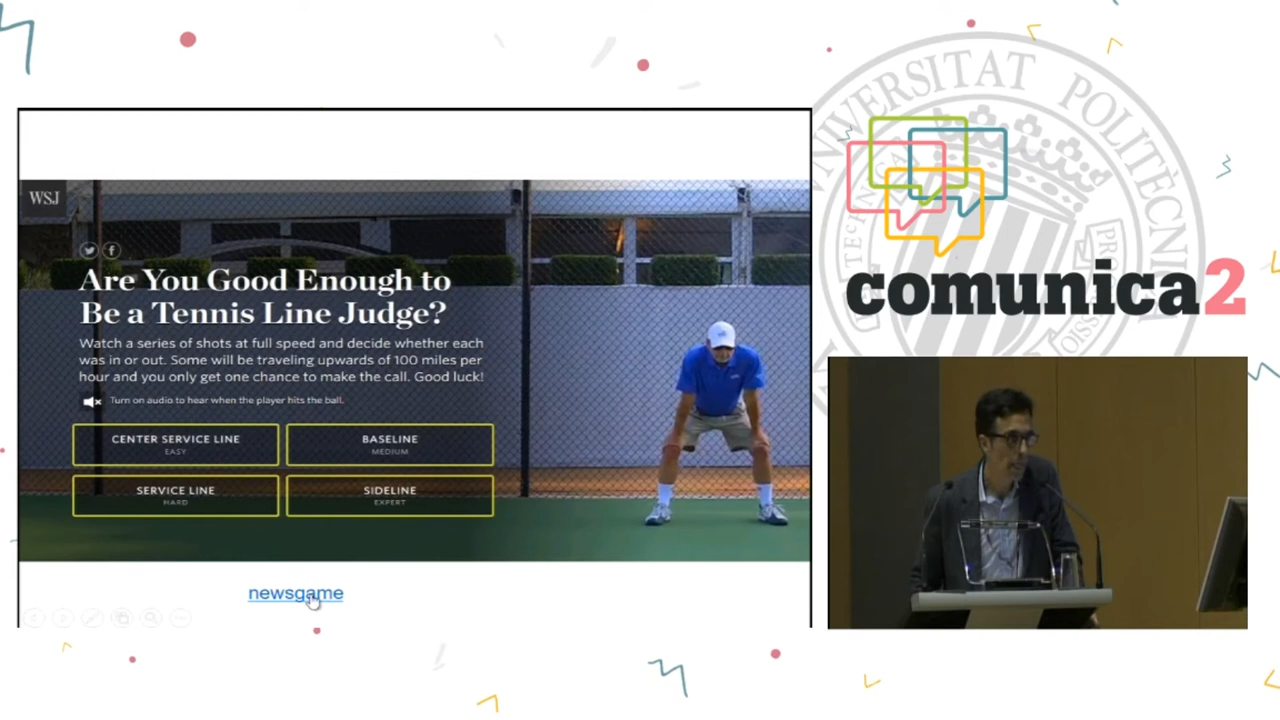 WSJ
Are You Good Enough to
Be a Tennis Line Judge?
Watch a series of shots at full speed and decide whether each
was in or out. Some will be traveling upwards of 100 miles per
hour and you only get one chance to make the call. Good luck!
Turn on audio to hear when the player hits the ball.
CENTER SERVICE LINE
EASY
BASELINE
MEDIUM
SERVICE LINE
HARD
SIDELINE
EXPERT
newsgame
UNIVERSITAT POLITÈCNI
comunica2